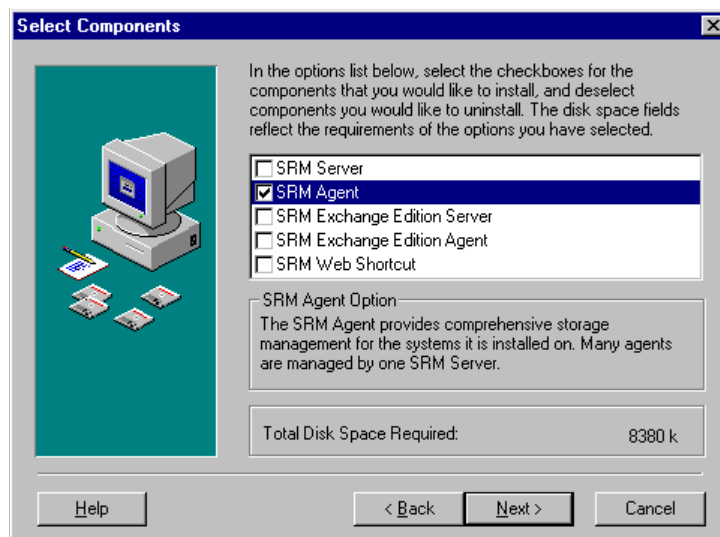 Select Components
In the options list below, select the checkboxes for the
components that you would like to install, and deselect
components you would like to uninstall. The disk space fields
reflect the requirements of the options you have selected.
SRM Server
SRM Agent
SRM Exchange Edition Server
SRM Exchange Edition Agent
SRM Web Shortcut
SRM Agent Option
The SRM Agent provides comprehensive storage
management for the systems it is installed on. Many agents
are managed by one SRM Server.
Total Disk Space Required: 8380 k
Help < Back Next > Cancel